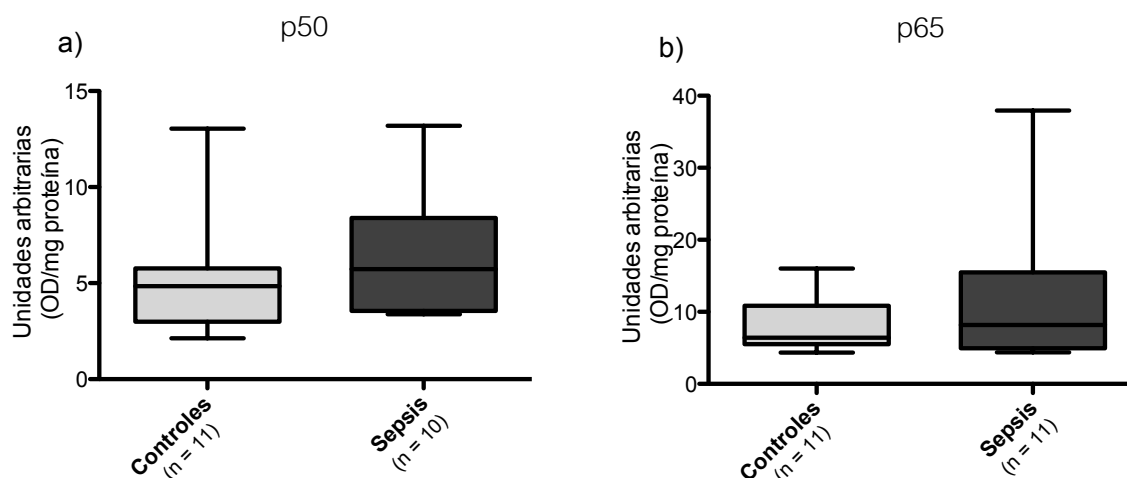 a)
p50
Unidades arbitrarias
(OD/mg proteína)
15
10
5
0
Controles
(n = 11)
Sepsis
(n = 10)
b)
p65
Unidades arbitrarias
(OD/mg proteína)
40
30
20
10
0
Controles
(n = 11)
Sepsis
(n = 11)